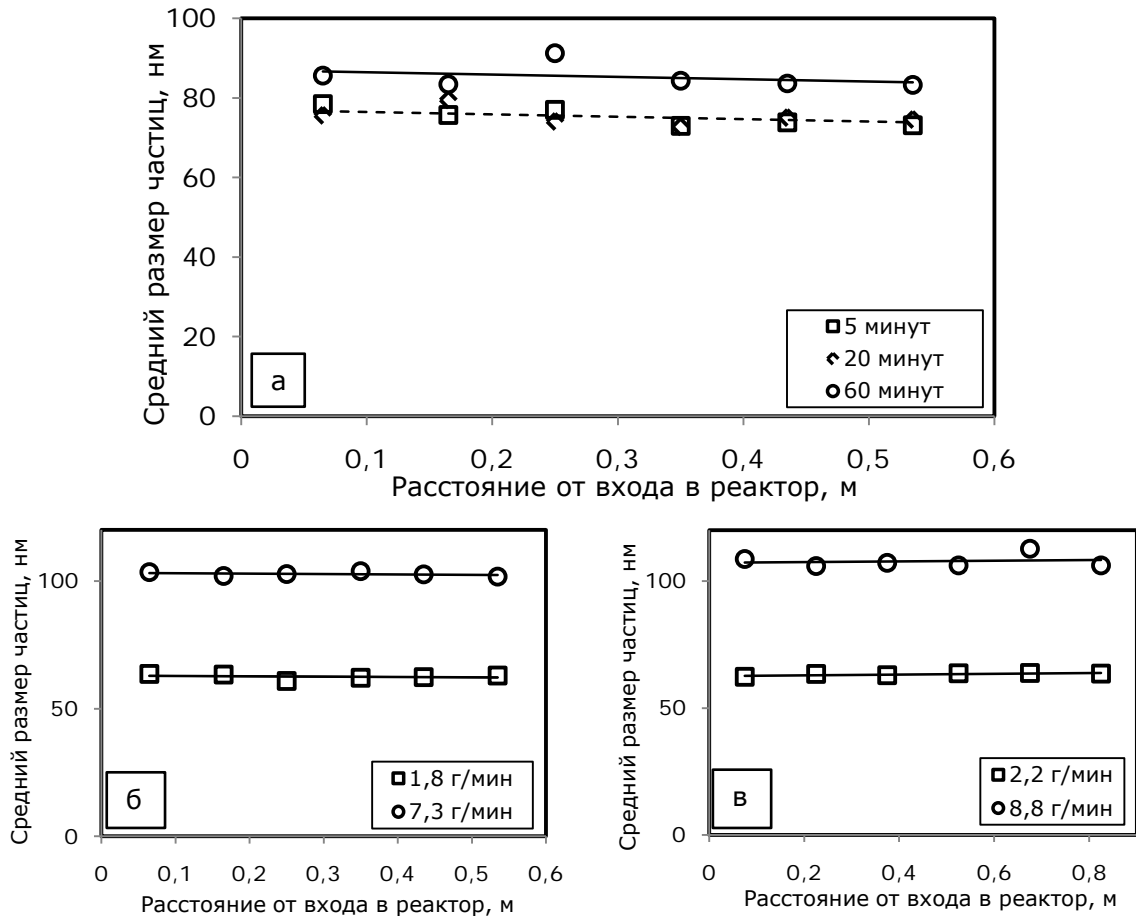 Средний размер частиц, нм
100
80
60
40
20
0
а
5 минут
20 минут
60 минут
0 0,1 0,2 0,3 0,4 0,5 0,6
Расстояние от входа в реактор, м
Средний размер частиц, нм
100
50
0
б
1,8 г/мин
7,3 г/мин
0 0,1 0,2 0,3 0,4 0,5 0,6
Расстояние от входа в реактор, м
Средний размер частиц, нм
100
50
0
в
2,2 г/мин
8,8 г/мин
0 0,2 0,4 0,6 0,8
Расстояние от входа в реактор, м